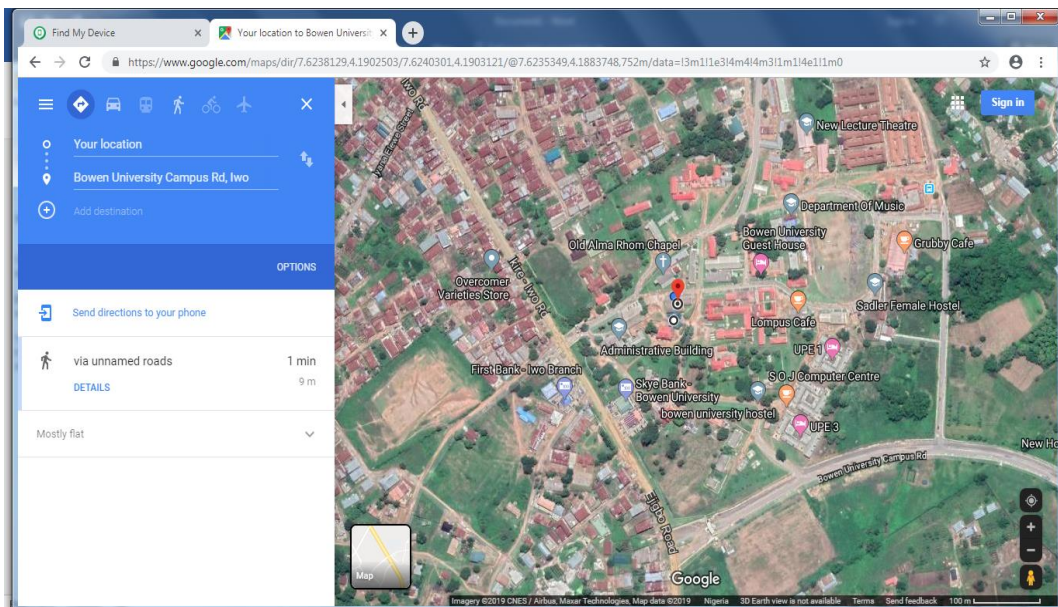 Find My Device
Your location to Bowen Universit
https://www.google.com/maps/dir/7.6238129,4.1902503/7.6240301,4.1903121/@7.6235349,4.1883748,752m/data=!3m1!1e3!4m4!4m3!1m1!4e1!1m0
Your location
Bowen University Campus Rd, Iwo
Add destination
OPTIONS
Send directions to your phone
via unnamed roads 1 min
DETAILS 9 m
Mostly flat
Sign in
Iwo Rd
New Lecture Theatre
Department Of Music
Bowen University
Guest House
Old Alma Rhom Chapel
Grubby Cafe
Overcomer
Varieties Store
Ikire - Iwo Rd
Sadler Female Hostel
Lompus Cafe
Administrative Building
UPE 1
First Bank - Iwo Branch
Skye Bank -
Bowen University
S O J Computer Centre
bowen university hostel
UPE 3
New Ho
Bowen University Campus Rd
Ejigbo Road
Map
Google
Imagery ©2019 CNES / Airbus, Maxar Technologies, Map data ©2019 Nigeria 3D Earth view is not available Terms Send feedback 100 m